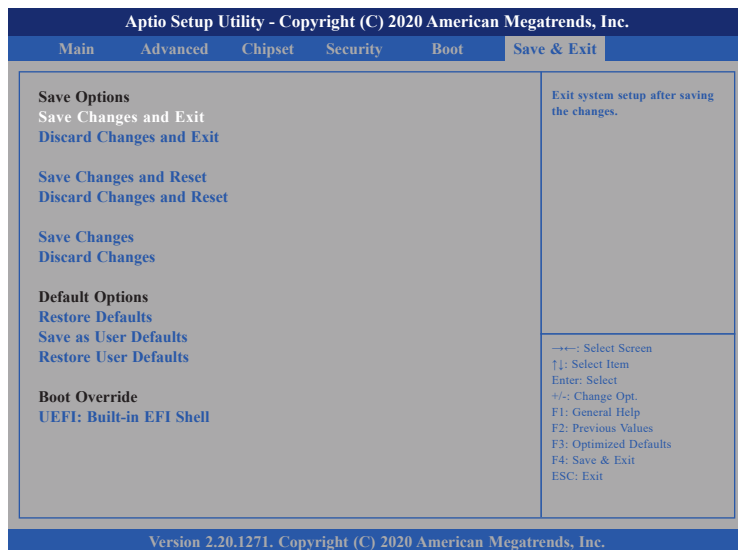 Aptio Setup Utility - Copyright (C) 2020 American Megatrends, Inc.
Main Advanced Chipset Security Boot Save & Exit
Save Options
Save Changes and Exit
Discard Changes and Exit
Save Changes and Reset
Discard Changes and Reset
Save Changes
Discard Changes
Default Options
Restore Defaults
Save as User Defaults
Restore User Defaults
Boot Override
UEFI: Built-in EFI Shell
Exit system setup after saving
the changes.
→←: Select Screen
↑↓: Select Item
Enter: Select
+/-: Change Opt.
F1: General Help
F2: Previous Values
F3: Optimized Defaults
F4: Save & Exit
ESC: Exit
Version 2.20.1271. Copyright (C) 2020 American Megatrends, Inc.